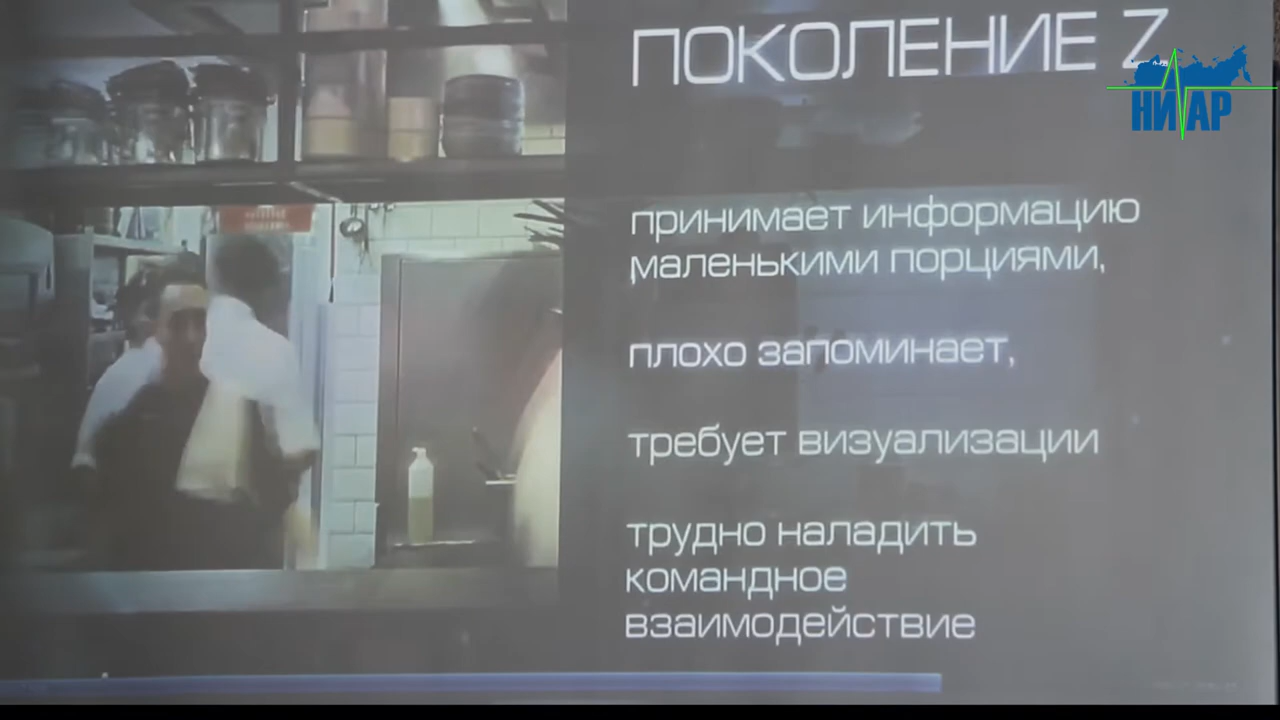 ПОКОЛЕНИЕ Z
НИАР
принимает информацию
маленькими порциями,
плохо запоминает,
требует визуализации
трудно наладить
командное
взаимодействие